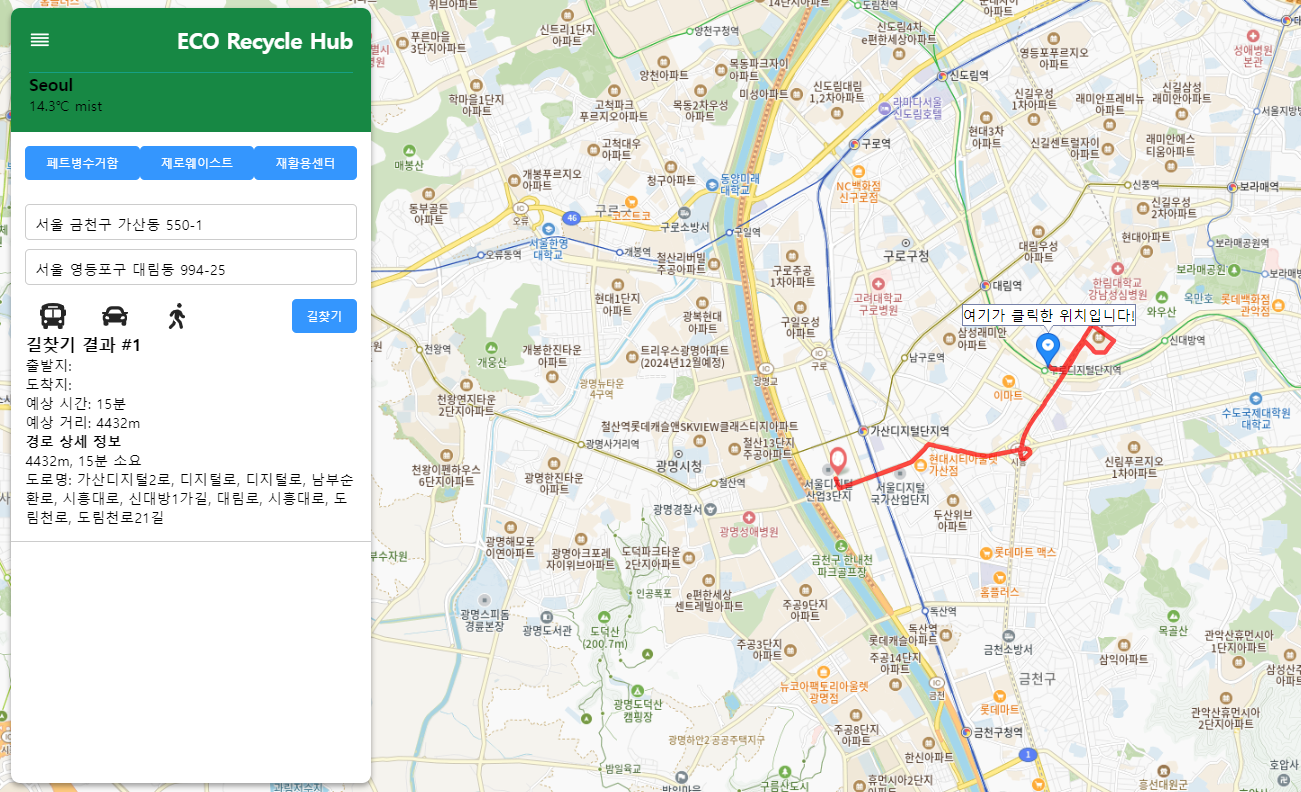 ECO Recycle Hub
Seoul
14.3℃ mist
페트병수거함
제로웨이스트
재활용센터
서울 금천구 가산동 550-1
서울 영등포구 대림동 994-25
길찾기
길찾기 결과 #1
출발지:
도착지:
예상 시간: 15분
예상 거리: 4432m
경로 상세 정보
4432m, 15분 소요
도로명: 가산디지털2로, 디지털로, 디지털로, 남부순
환로, 시흥대로, 신대방1가길, 대림로, 시흥대로, 도
림천로, 도림천로21길
여기가 클릭한 위치입니다!
푸른마을
3단지아파트
신트리1단지
아파트
양천구청역
도림천역
신도림4차
e편한세상아파트
영등포푸르지오
아파트
성애병원
본관
양천아파트
목동파크자이
아파트
미성아파트
신도림대림
1,2차아파트
신도림역
라마다서울
신도림호텔
학마을1단지
아파트
고척파크
푸르지오아파트
목동2차우성
아파트
신길우성
1차아파트
래미안프레비뉴
아파트
신길삼성
래미안아파트
현대3차
아파트
신길센트럴자이
아파트
래미안에스
티움아파트
매봉산
고척대우
아파트
구로역
개봉푸르지오
아파트
청구아파트
동양미래
대학교
NC백화점
신구로점
신풍역
보라매역
동부골든
아파트
오류
46
코스트코
서울한영
대학교
구로소방서
구일역
구로구청
신길우성
2차아파트
현대아파트
오류동역
개봉역
철산리버빌
주공아파트
구로주공
아파트
대림우성
아파트
보라매공원역
보라매공원
현대1단지
아파트
광복현대
아파트
구일우성
아파트
고려대학교
구로병원
대림역
한림대학교
강남성심병원
와우산
옥만호
롯데백화점
관악점
천왕역
개웅산
개봉한진타운
아파트
트리우스광명아파트
(2024년12월예정)
광명교
구로
남구로역
삼성래미안
아파트
구로디지털단지역
신대방역
천왕연지타운
2단지아파트
광명뉴타운
4구역
이마트
수도국제대학원
대학교
철산역롯데캐슬앤SKVIEW클래스티지아파트
광명사거리역
광명시청
철산13단지
주공아파트
가산디지털단지역
현대시티아울렛
가산점
시흥
신림푸르지오
1차아파트
천왕이펜하우스
6단지아파트
광명한진타운
아파트
철산역
서울디지털
산업3단지
서울디지털
국가산업단지
두산위브
아파트
광명경찰서
광명성애병원
광명해모로
이연아파트
광명아크포레
자이위브아파트
도덕파크타운
2단지아파트
금천구 한내천
파크골프장
롯데마트 맥스
홈플러스
광명스피돔
경륜본장
광명도서관
인공폭포
도덕산
(200.7m)
e편한세상
센트레빌아파트
주공9단지
아파트
독산역
독산역
롯데캐슬아파트
주공3단지
아파트
주공14단지
아파트
금천소방서
삼익아파트
목골산
관악산휴먼시아
1단지아파트
뉴코아팩토리아울렛
광명점
금천
금천구
롯데마트
관악산휴먼시아
2단지아파트
광명도덕산
캠핑장
주공8단지
아파트
금천구청역
광명하안2 공공주택지구
한신아파트
1
밤일육교
구름산도시
휴먼시아2단지
흥선대원군
호압사